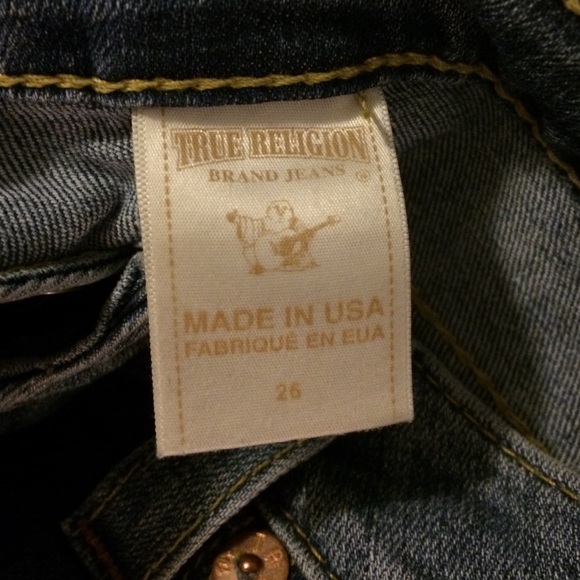 TRUE RELIGION
BRAND JEANS ®
MADE IN USA
FABRIQUÉ EN EUA
26